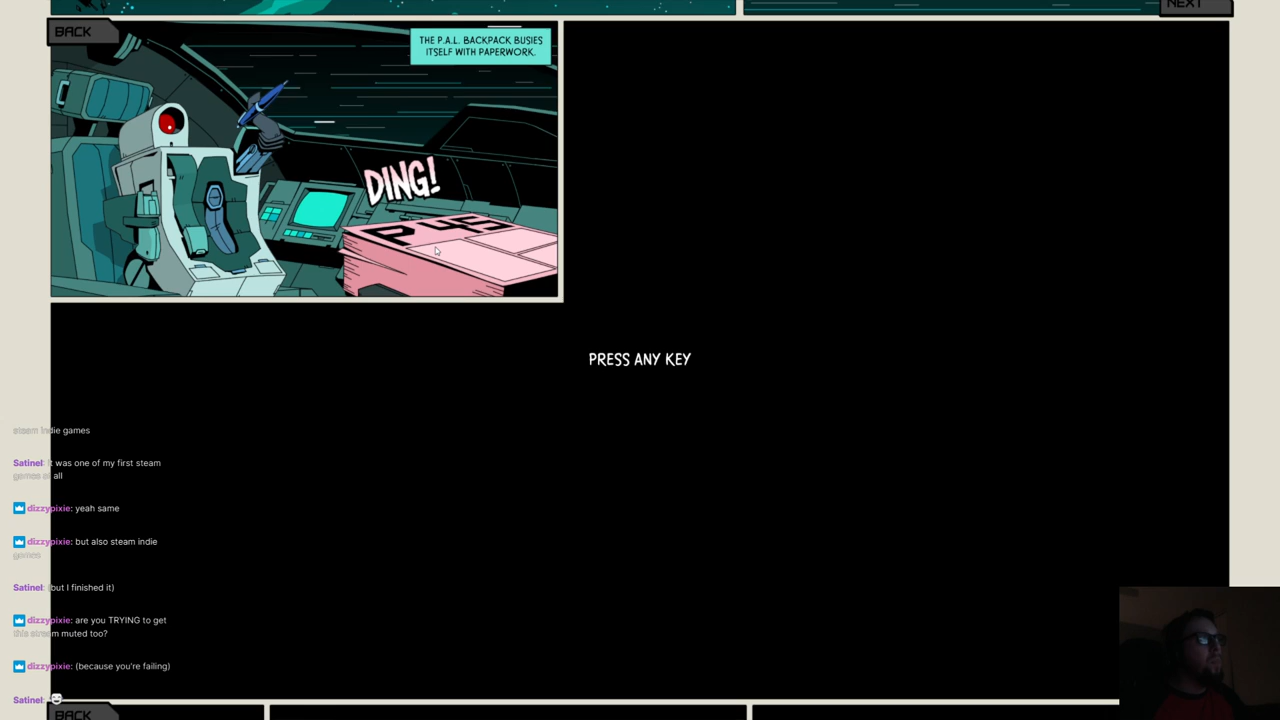 NEXT
BACK
THE P.A.L. BACKPACK BUSIES
ITSELF WITH PAPERWORK.
DING!
P 45
PRESS ANY KEY
steam indie games
Satinel: it was one of my first steam
games at all
dizzypixie: yeah same
dizzypixie: but also steam indie
games
Satinel: (but I finished it)
dizzypixie: are you TRYING to get
this stream muted too?
dizzypixie: (because you're failing)
Satinel:
BACK